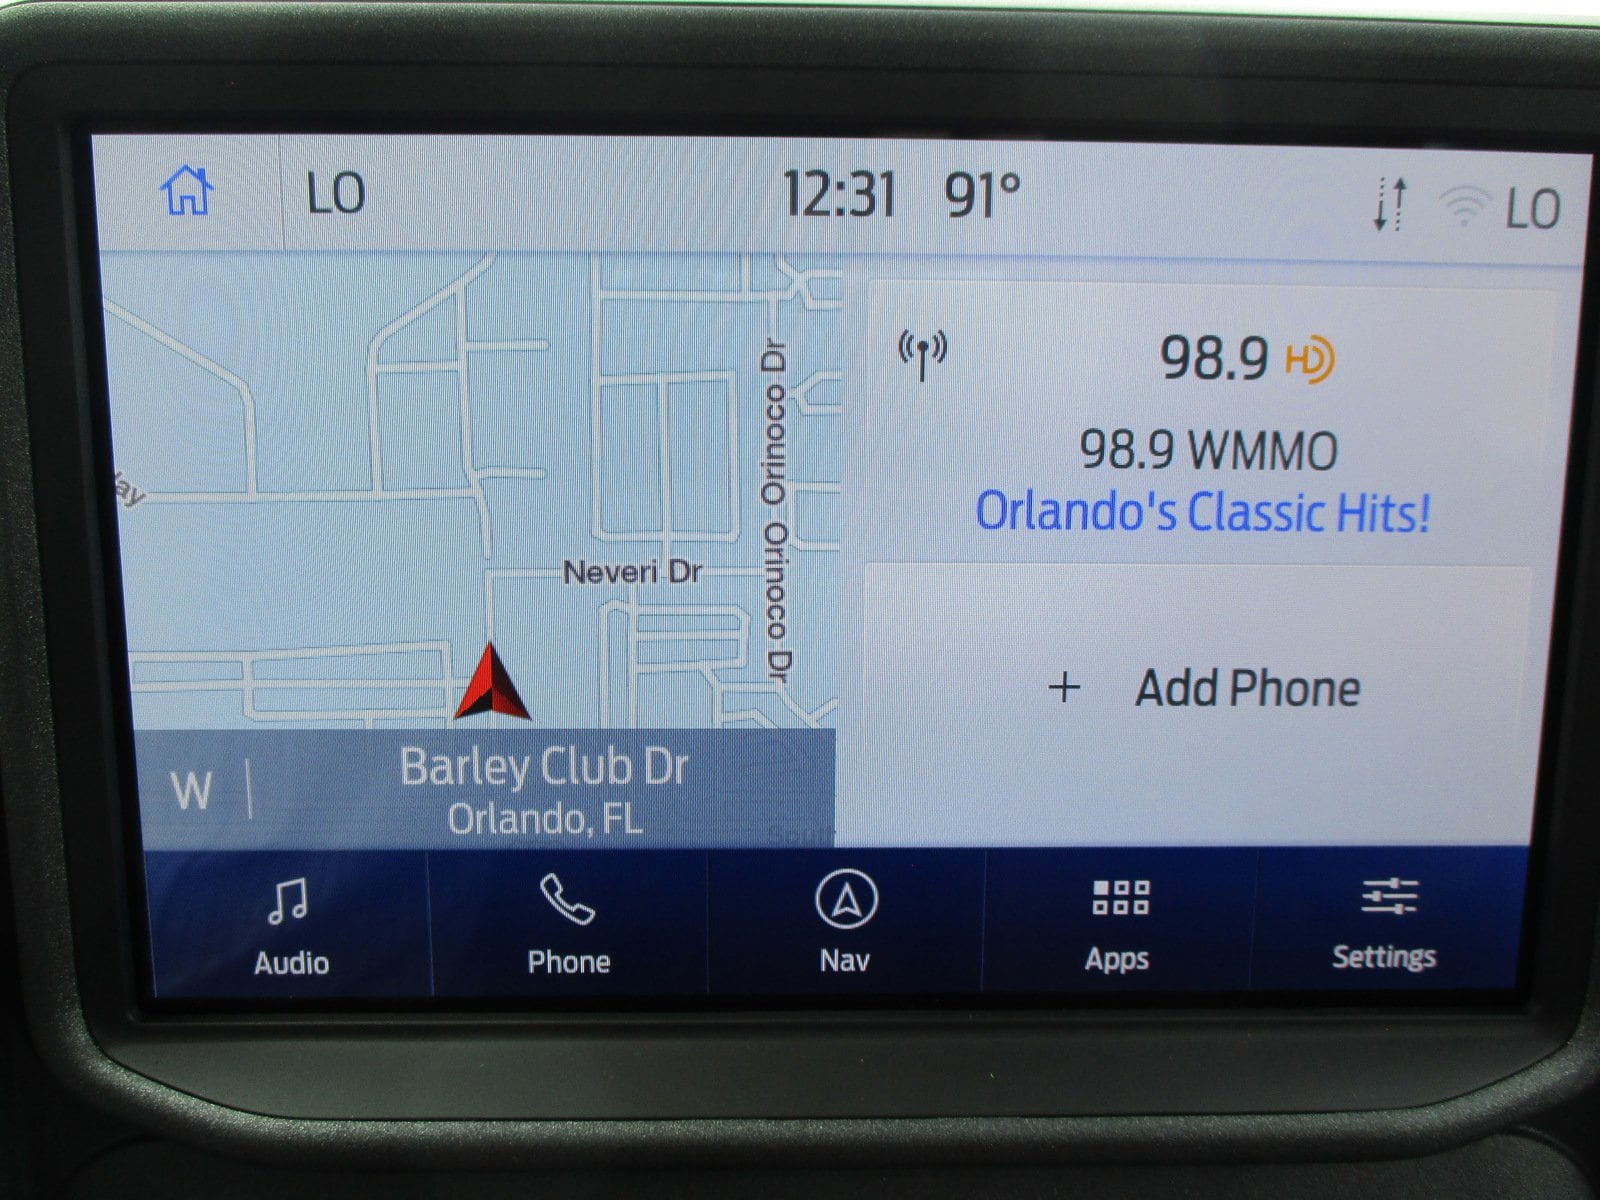 LO
12:31 91°
LO
98.9 HD
98.9 WMMO
Orlando's Classic Hits!
Orinoco Dr
Orinoco Dr
Neveri Dr
Add Phone
W
Barley Club Dr
Orlando, FL
Audio
Phone
Nav
Apps
Settings